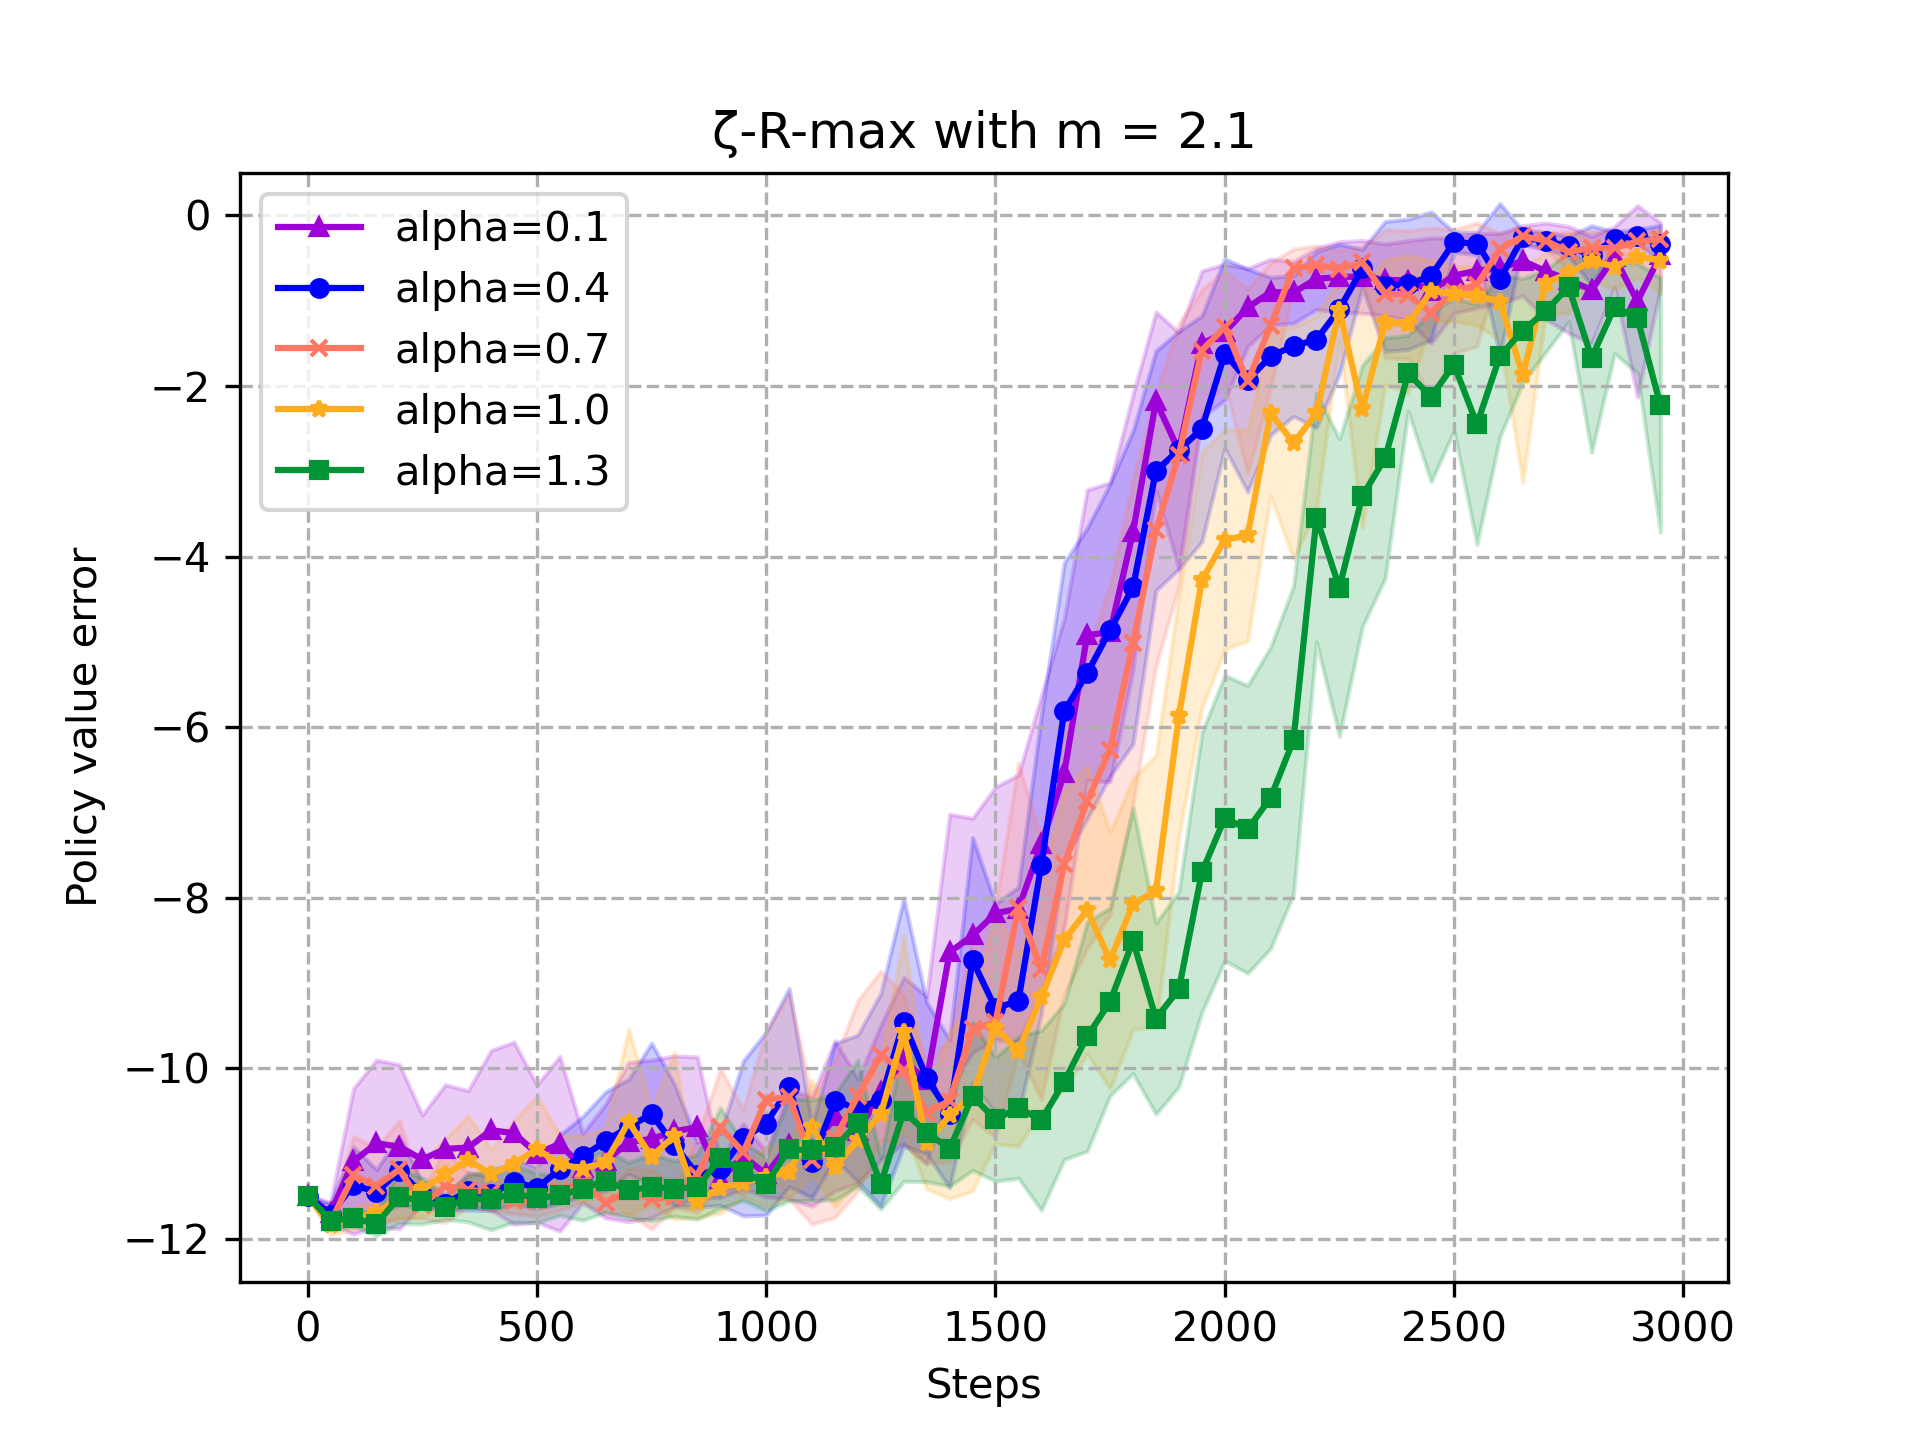 ζ-R-max with m = 2.1
alpha=0.1
alpha=0.4
alpha=0.7
alpha=1.0
alpha=1.3
0
−2
−4
−6
−8
−10
−12
Policy value error
0 500 1000 1500 2000 2500 3000
Steps